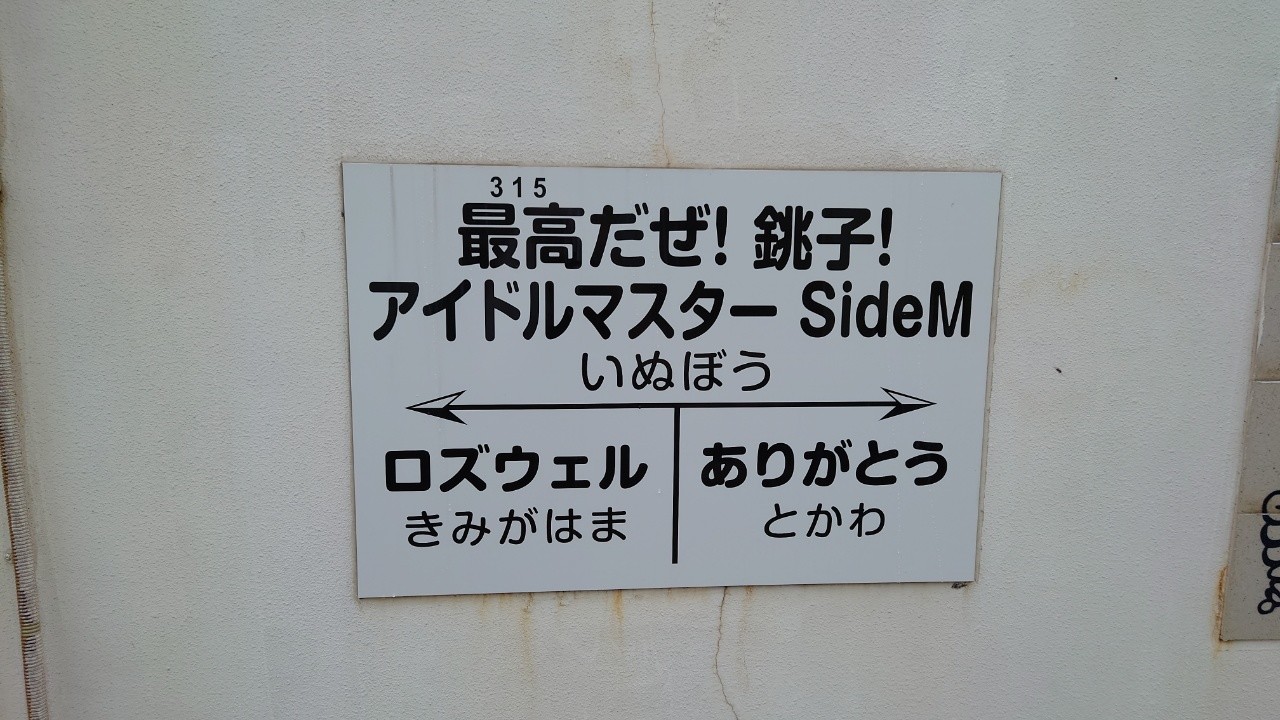 315
最高だぜ! 銚子!
アイドルマスター SideM
いぬぼう
ロズウェル
きみがはま
ありがとう
とかわ